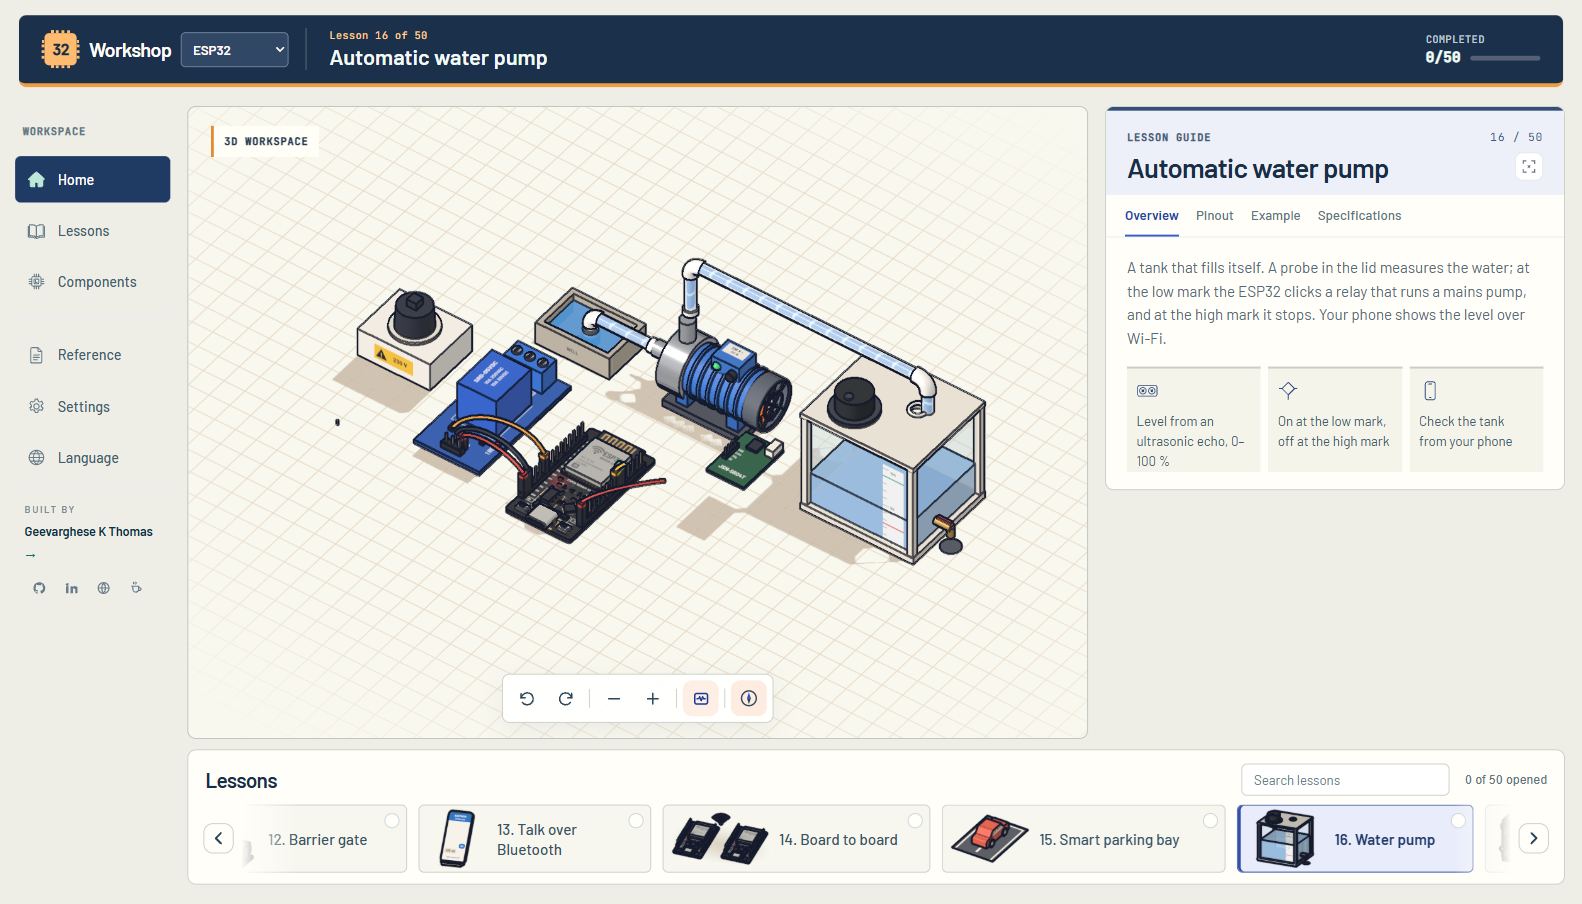 32
Workshop
ESP32
Lesson 16 of 50
Automatic water pump
COMPLETED
0/50
WORKSPACE
Home
Lessons
Components
Reference
Settings
Language
BUILT BY
Geevarghese K Thomas
→
3D WORKSPACE
230 V
WELL
JSN-SR04T
LESSON GUIDE
16 / 50
Automatic water pump
Overview
Pinout
Example
Specifications
A tank that fills itself. A probe in the lid measures the water; at
the low mark the ESP32 clicks a relay that runs a mains pump,
and at the high mark it stops. Your phone shows the level over
Wi-Fi.
Level from an
ultrasonic echo, 0–
100 %
On at the low mark,
off at the high mark
Check the tank
from your phone
Lessons
Search lessons
0 of 50 opened
12. Barrier gate
13. Talk over
Bluetooth
14. Board to board
15. Smart parking bay
16. Water pump